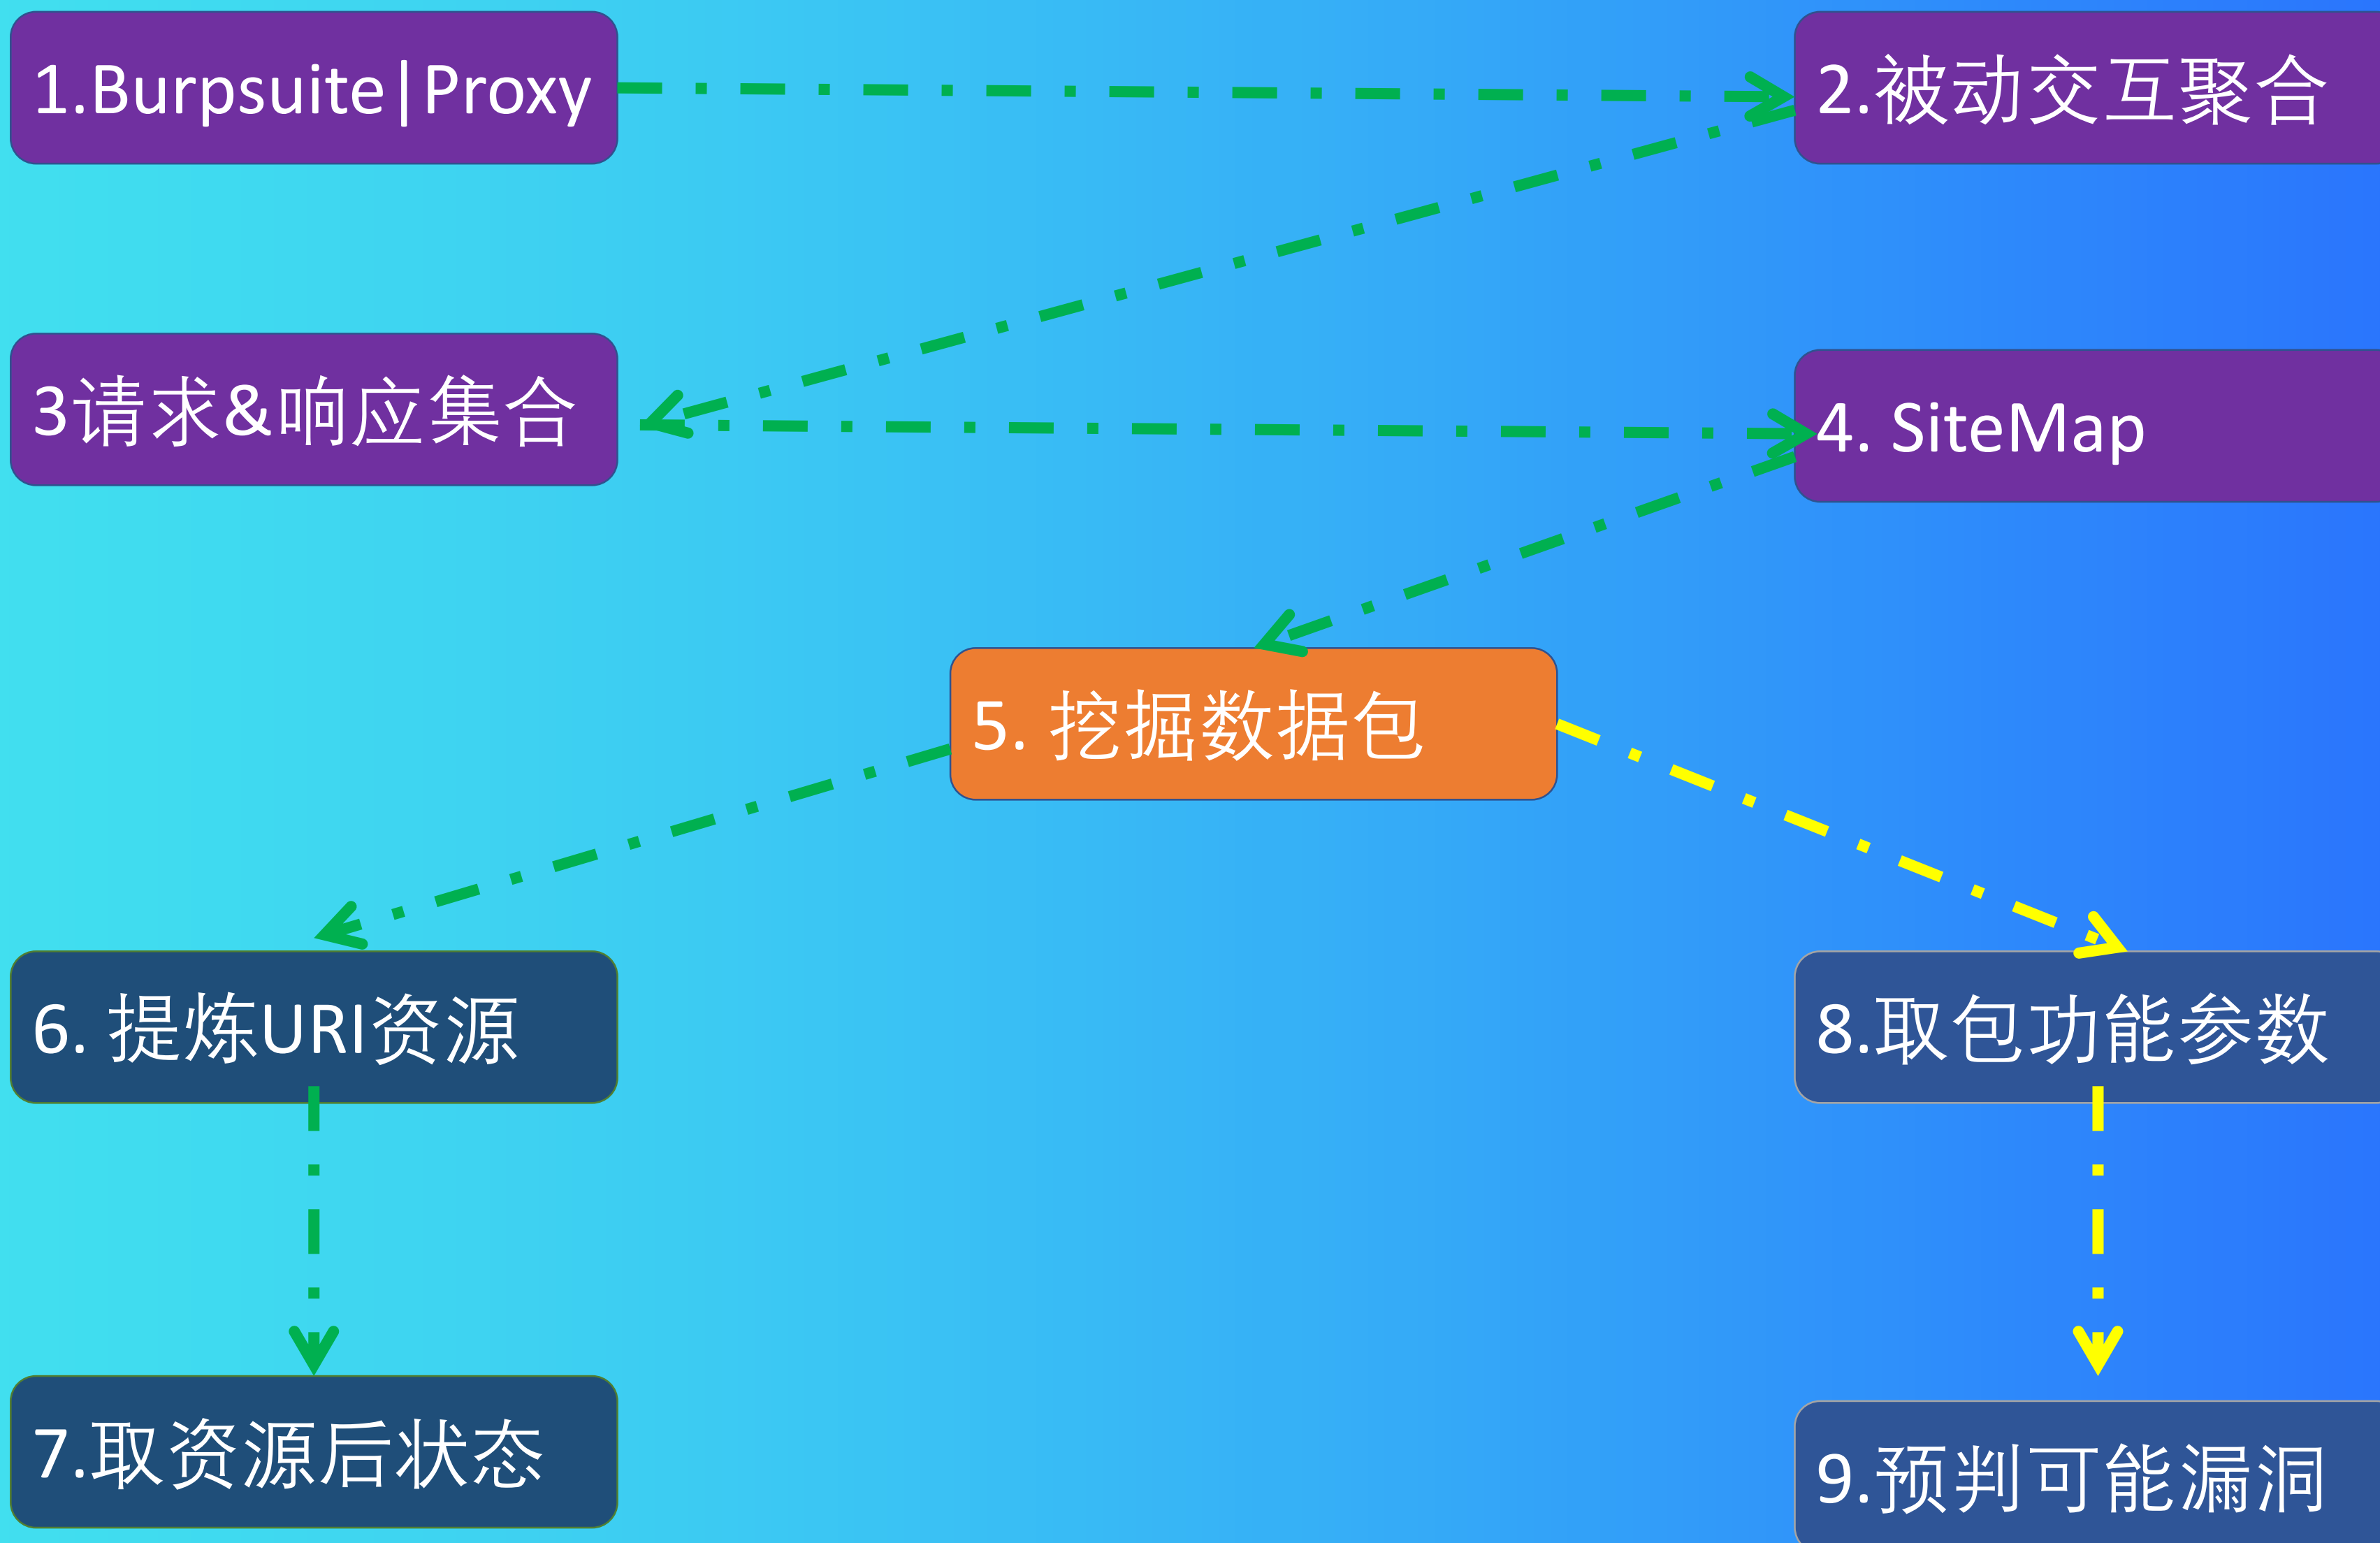 1.Burpsuite|Proxy
2.被动交互聚合
3请求&响应集合
4. SiteMap
5. 挖掘数据包
6. 提炼URI资源
8.取包功能参数
7.取资源后状态
9.预判可能漏洞